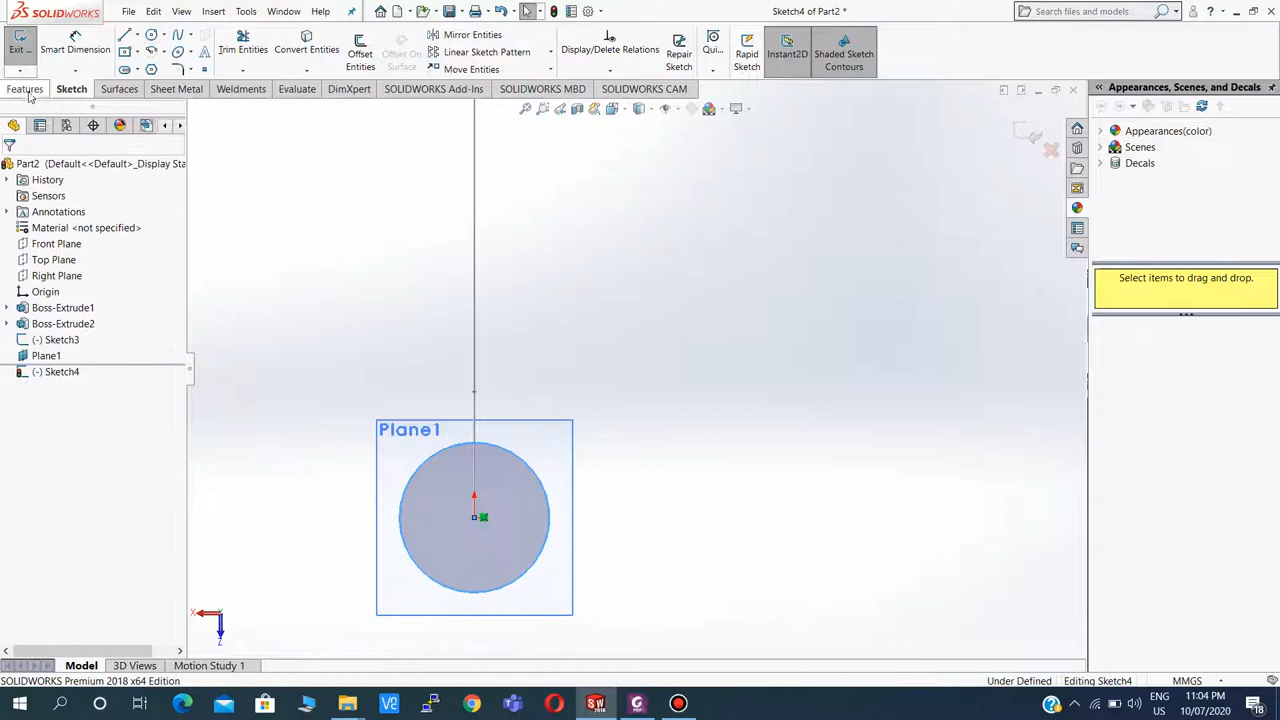 SOLIDWORKS File Edit View Insert Tools Window Help Sketch4 of Part2 * Search files and models
Exit ... Smart Dimension Trim Entities Convert Entities Offset Entities Offset On Surface Mirror Entities Linear Sketch Pattern Move Entities Display/Delete Relations Repair Sketch Qui... Rapid Sketch Instant2D Shaded Sketch Contours
Features Sketch Surfaces Sheet Metal Weldments Evaluate DimXpert SOLIDWORKS Add-Ins SOLIDWORKS MBD SOLIDWORKS CAM
Appearances, Scenes, and Decals
Appearances(color)
Scenes
Decals
Part2 (Default<<Default>_Display Sta
History
Sensors
Annotations
Material <not specified>
Front Plane
Top Plane
Right Plane
Origin
Boss-Extrude1
Boss-Extrude2
(-) Sketch3
Plane1
(-) Sketch4
Select items to drag and drop.
Plane1
X
Y
Z
Model 3D Views Motion Study 1
SOLIDWORKS Premium 2018 x64 Edition Under Defined Editing Sketch4 MMGS
ENG 11:04 PM
US 10/07/2020 18